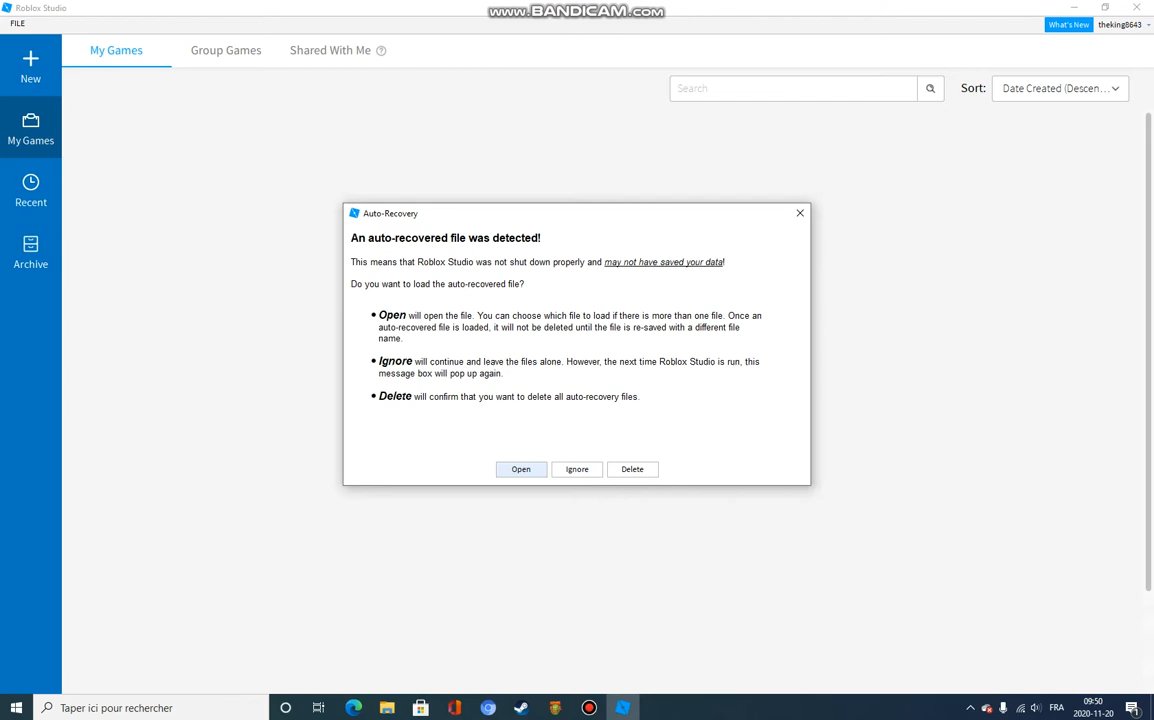 Roblox Studio
www.BANDICAM.com
FILE
What's New
theking8643
New
My Games
Recent
Archive
My Games
Group Games
Shared With Me
Search
Sort:
Date Created (Descen...
Auto-Recovery
An auto-recovered file was detected!
This means that Roblox Studio was not shut down properly and may not have saved your data!
Do you want to load the auto-recovered file?
• Open will open the file. You can choose which file to load if there is more than one file. Once an
auto-recovered file is loaded, it will not be deleted until the file is re-saved with a different file
name.
• Ignore will continue and leave the files alone. However, the next time Roblox Studio is run, this
message box will pop up again.
• Delete will confirm that you want to delete all auto-recovery files.
Open
Ignore
Delete
Taper ici pour rechercher
FRA
09:50
2020-11-20
1